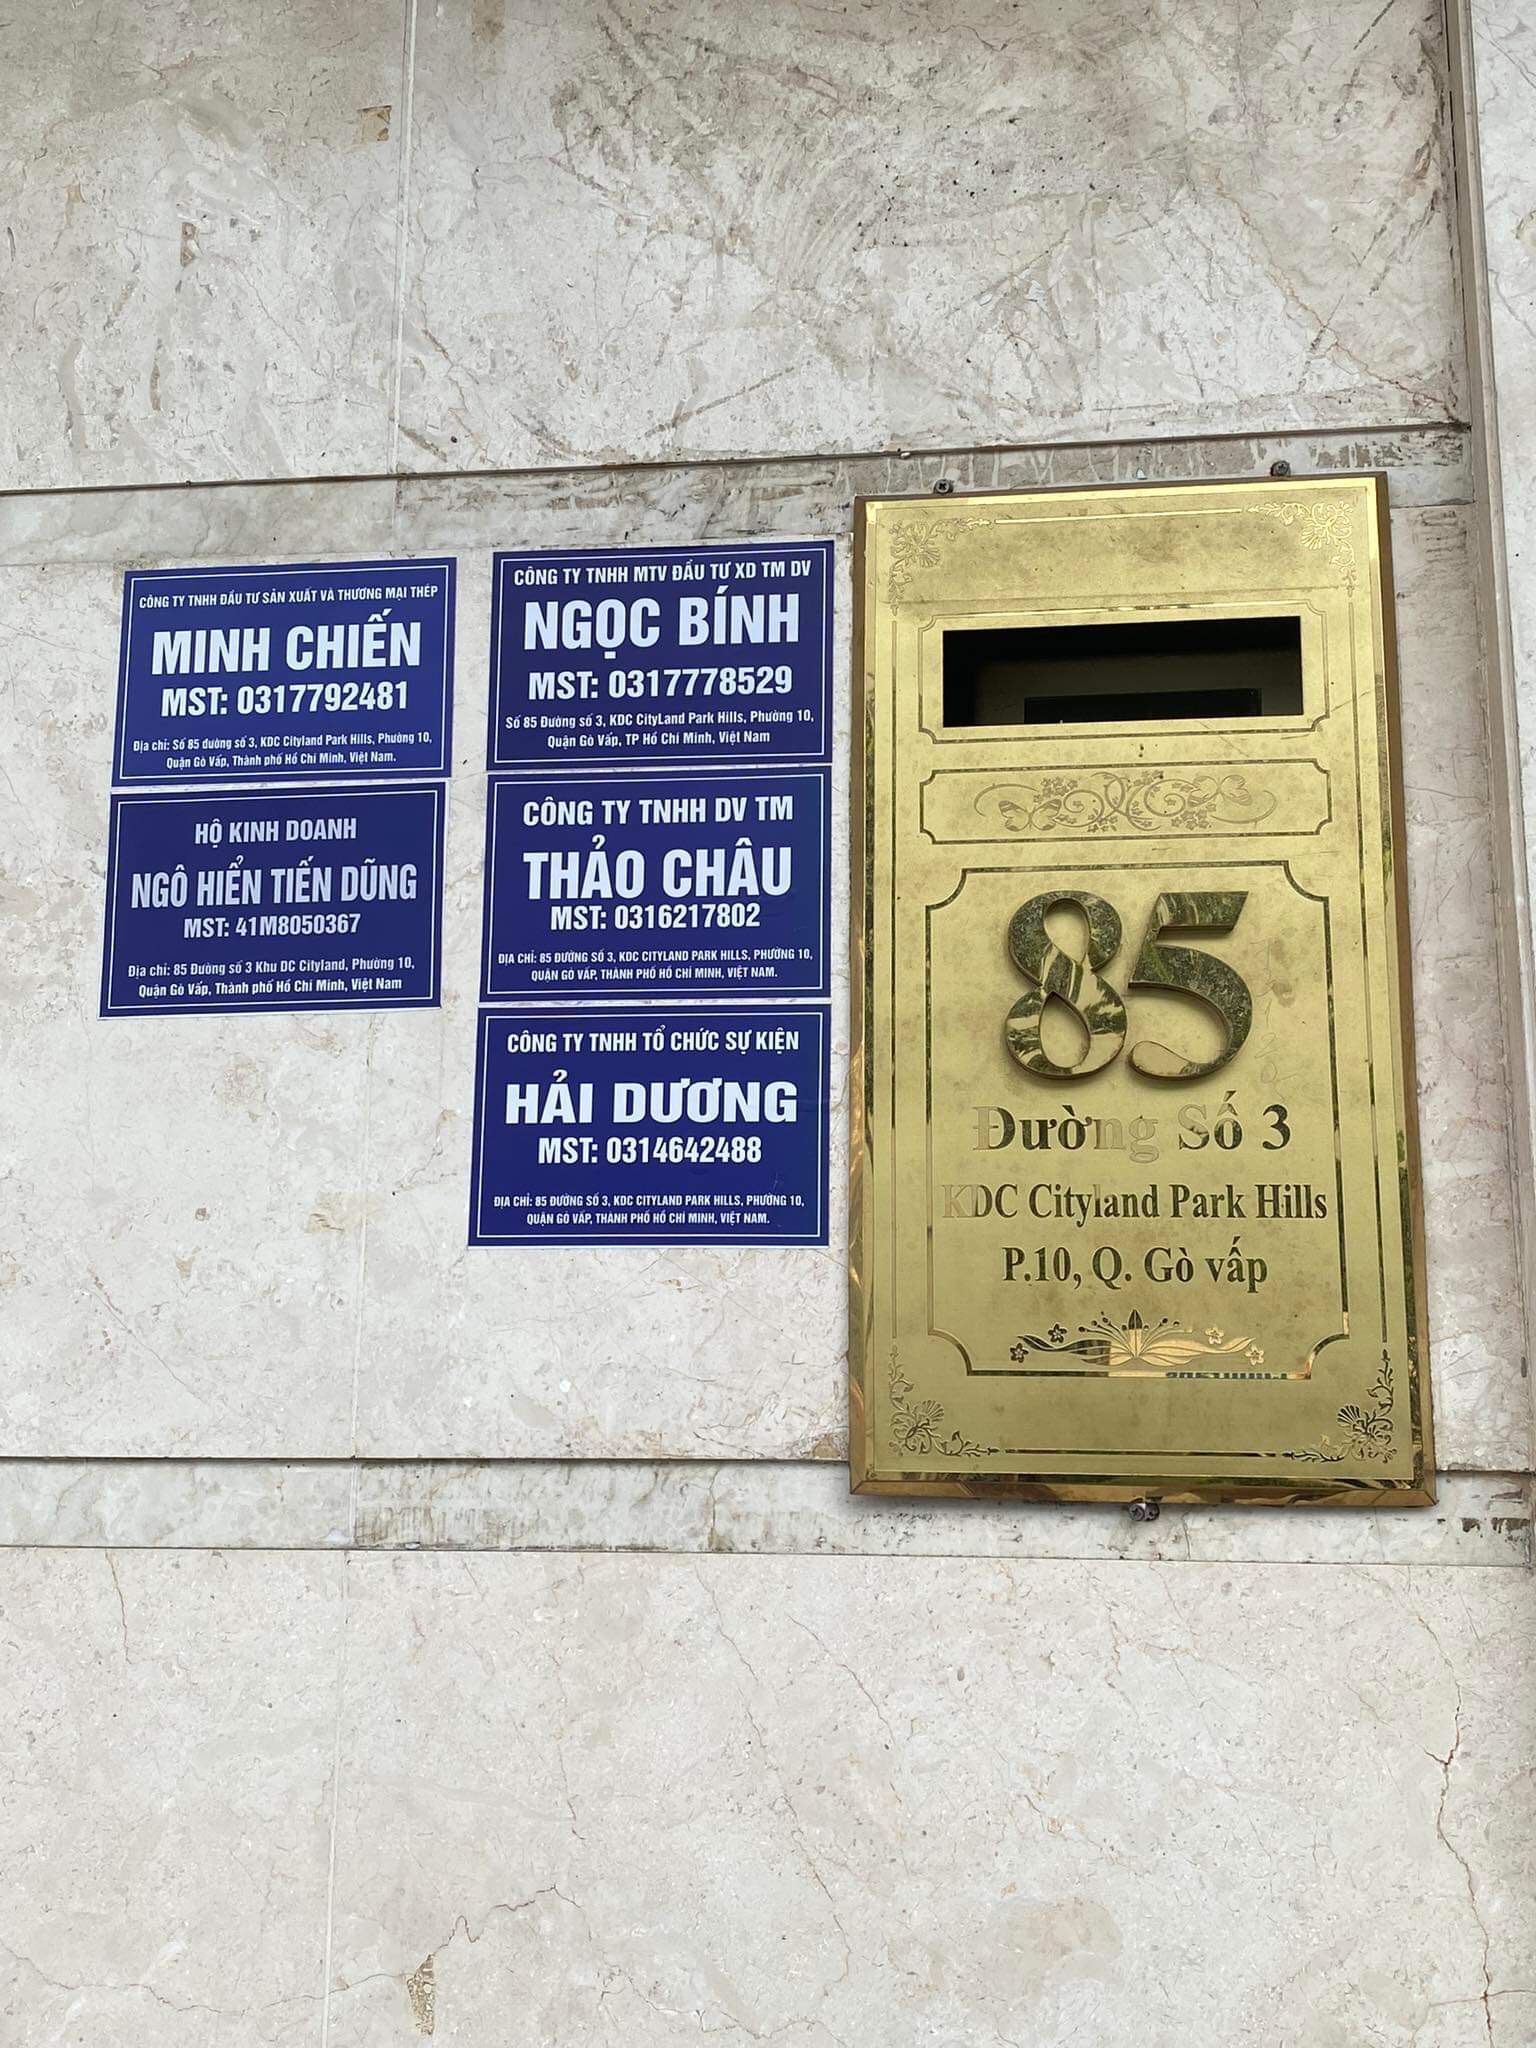 CÔNG TY TNHH ĐẦU TƯ SẢN XUẤT VÀ THƯƠNG MẠI THÉP
MINH CHIẾN
MST: 0317792481
Địa chỉ: Số 85 đường số 3, KDC CityLand Park Hills, Phường 10,
Quận Gò Vấp, Thành phố Hồ Chí Minh, Việt Nam.
HỘ KINH DOANH
NGÔ HIỂN TIẾN DŨNG
MST: 41M8050367
Địa chỉ: 85 Đường số 3 Khu DC Cityland, Phường 10,
Quận Gò Vấp, Thành phố Hồ Chí Minh, Việt Nam
CÔNG TY TNHH MTV ĐẦU TƯ XD TM DV
NGỌC BÍNH
MST: 0317778529
Số 85 Đường số 3, KDC CityLand Park Hills, Phường 10,
Quận Gò Vấp, TP Hồ Chí Minh, Việt Nam
CÔNG TY TNHH DV TM
THẢO CHÂU
MST: 0316217802
ĐỊA CHỈ: 85 ĐƯỜNG SỐ 3, KDC CITYLAND PARK HILLS, PHƯỜNG 10,
QUẬN GÒ VẤP, THÀNH PHỐ HỒ CHÍ MINH, VIỆT NAM.
CÔNG TY TNHH TỔ CHỨC SỰ KIỆN
HẢI DƯƠNG
MST: 0314642488
ĐỊA CHỈ: 85 ĐƯỜNG SỐ 3, KDC CITYLAND PARK HILLS, PHƯỜNG 10,
QUẬN GÒ VẤP, THÀNH PHỐ HỒ CHÍ MINH, VIỆT NAM.
85
Đường Số 3
KDC Cityland Park Hills
P.10, Q. Gò vấp